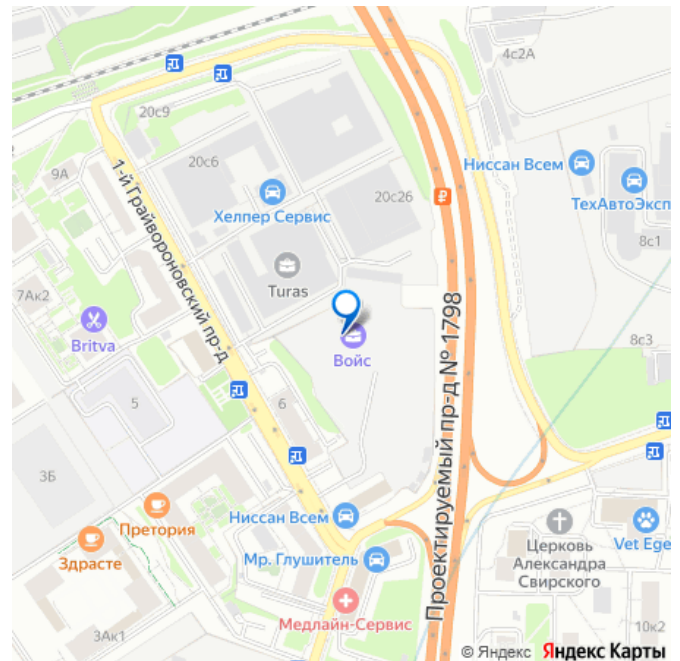 4с2А
20с9
20с6
9А
Ниссан Всем
ТехАвтоЭксп
Хелпер Сервис
20с26
₽
8с1
1-й Грайвороновский пр-д
Turas
7Ак2
Britva
Войс
Проектируемый пр-д № 1798
8с3
5
6
3Б
Претория
Ниссан Всем
Здрасте
Мр. Глушитель
Церковь
Александра
Свирского
Vet Ege
Медлайн-Сервис
3Ак1
10к2
© Яндекс Яндекс Карты